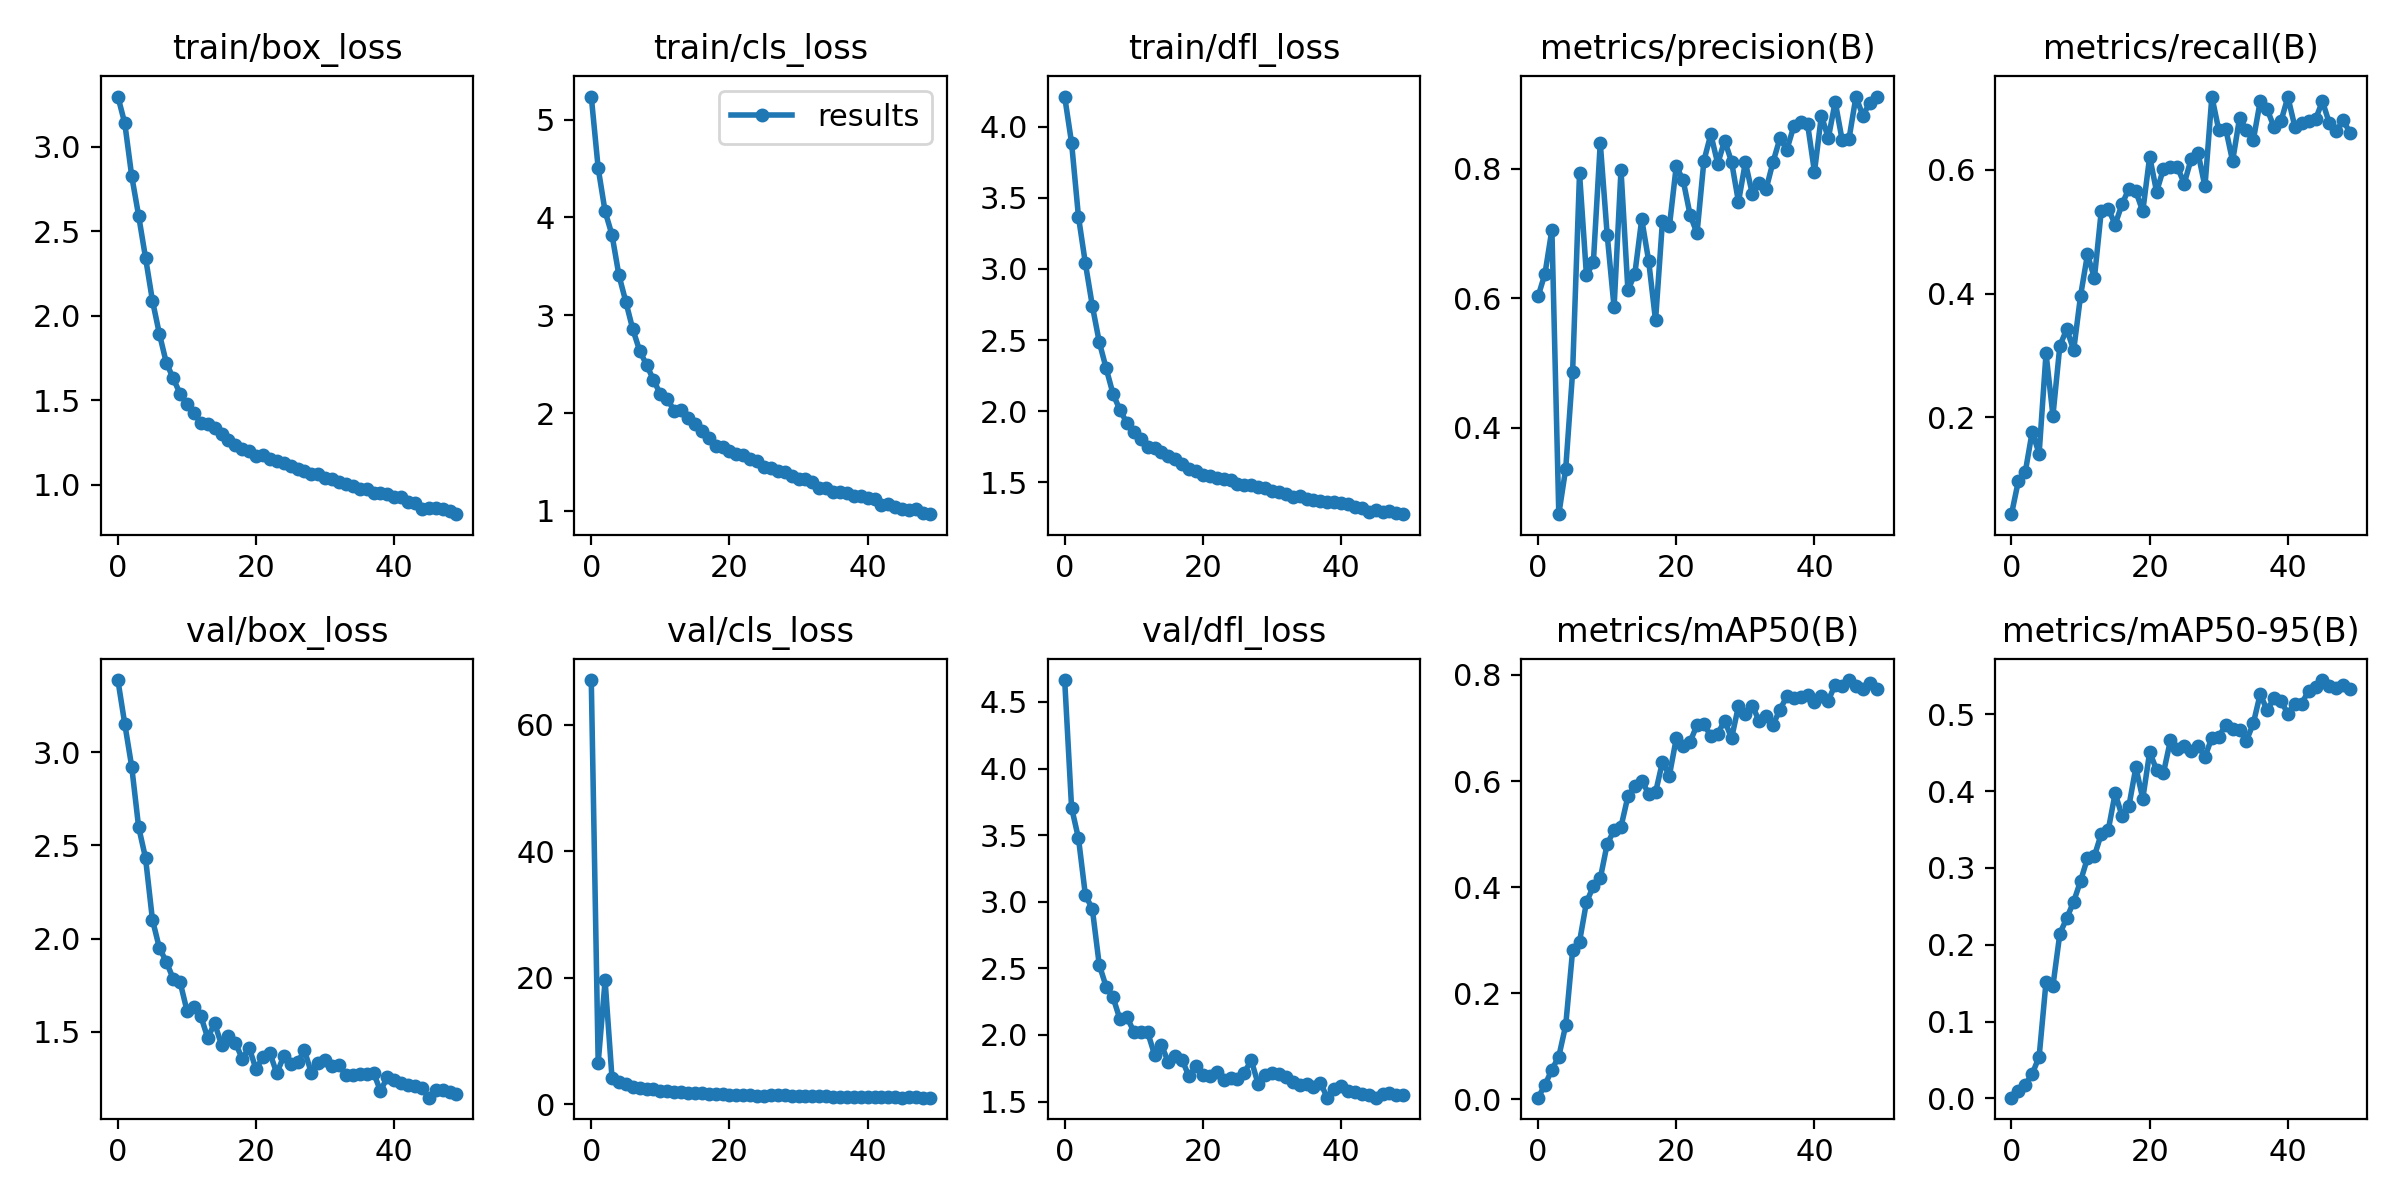 train/box_loss
3.0
2.5
2.0
1.5
1.0
0 20 40
train/cls_loss
results
5
4
3
2
1
0 20 40
train/dfl_loss
4.0
3.5
3.0
2.5
2.0
1.5
0 20 40
metrics/precision(B)
0.8
0.6
0.4
0 20 40
metrics/recall(B)
0.6
0.4
0.2
0 20 40
val/box_loss
3.0
2.5
2.0
1.5
0 20 40
val/cls_loss
60
40
20
0
0 20 40
val/dfl_loss
4.5
4.0
3.5
3.0
2.5
2.0
1.5
0 20 40
metrics/mAP50(B)
0.8
0.6
0.4
0.2
0.0
0 20 40
metrics/mAP50-95(B)
0.5
0.4
0.3
0.2
0.1
0.0
0 20 40